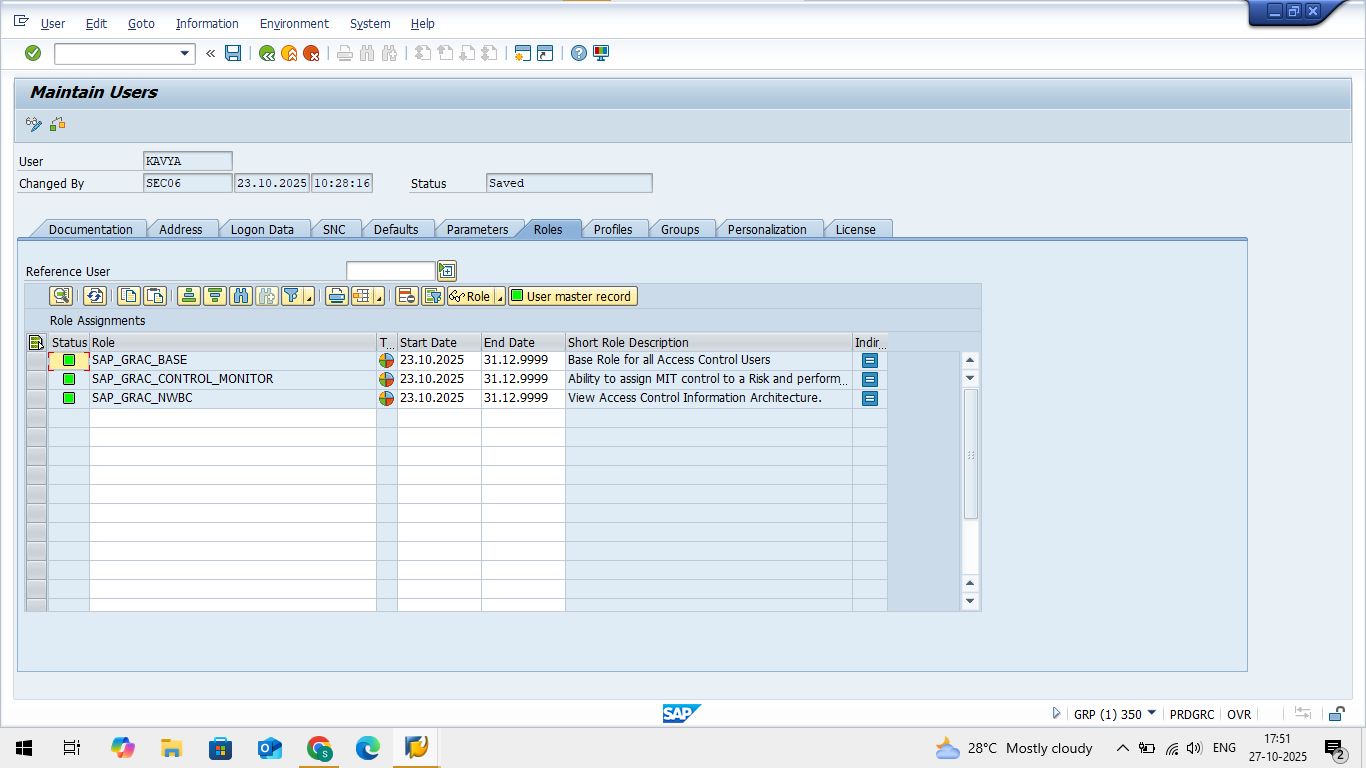 User Edit Goto Information Environment System Help
Maintain Users
User KAVYA
Changed By SEC06 23.10.2025 10:28:16 Status Saved
Documentation Address Logon Data SNC Defaults Parameters Roles Profiles Groups Personalization License
Reference User
Role User master record
Role Assignments
Status Role T... Start Date End Date Short Role Description Indir...
SAP_GRAC_BASE 23.10.2025 31.12.9999 Base Role for all Access Control Users
SAP_GRAC_CONTROL_MONITOR 23.10.2025 31.12.9999 Ability to assign MIT control to a Risk and perform...
SAP_GRAC_NWBC 23.10.2025 31.12.9999 View Access Control Information Architecture.
SAP GRP (1) 350 PRDGRC OVR
28°C Mostly cloudy ENG 17:51
27-10-2025 2